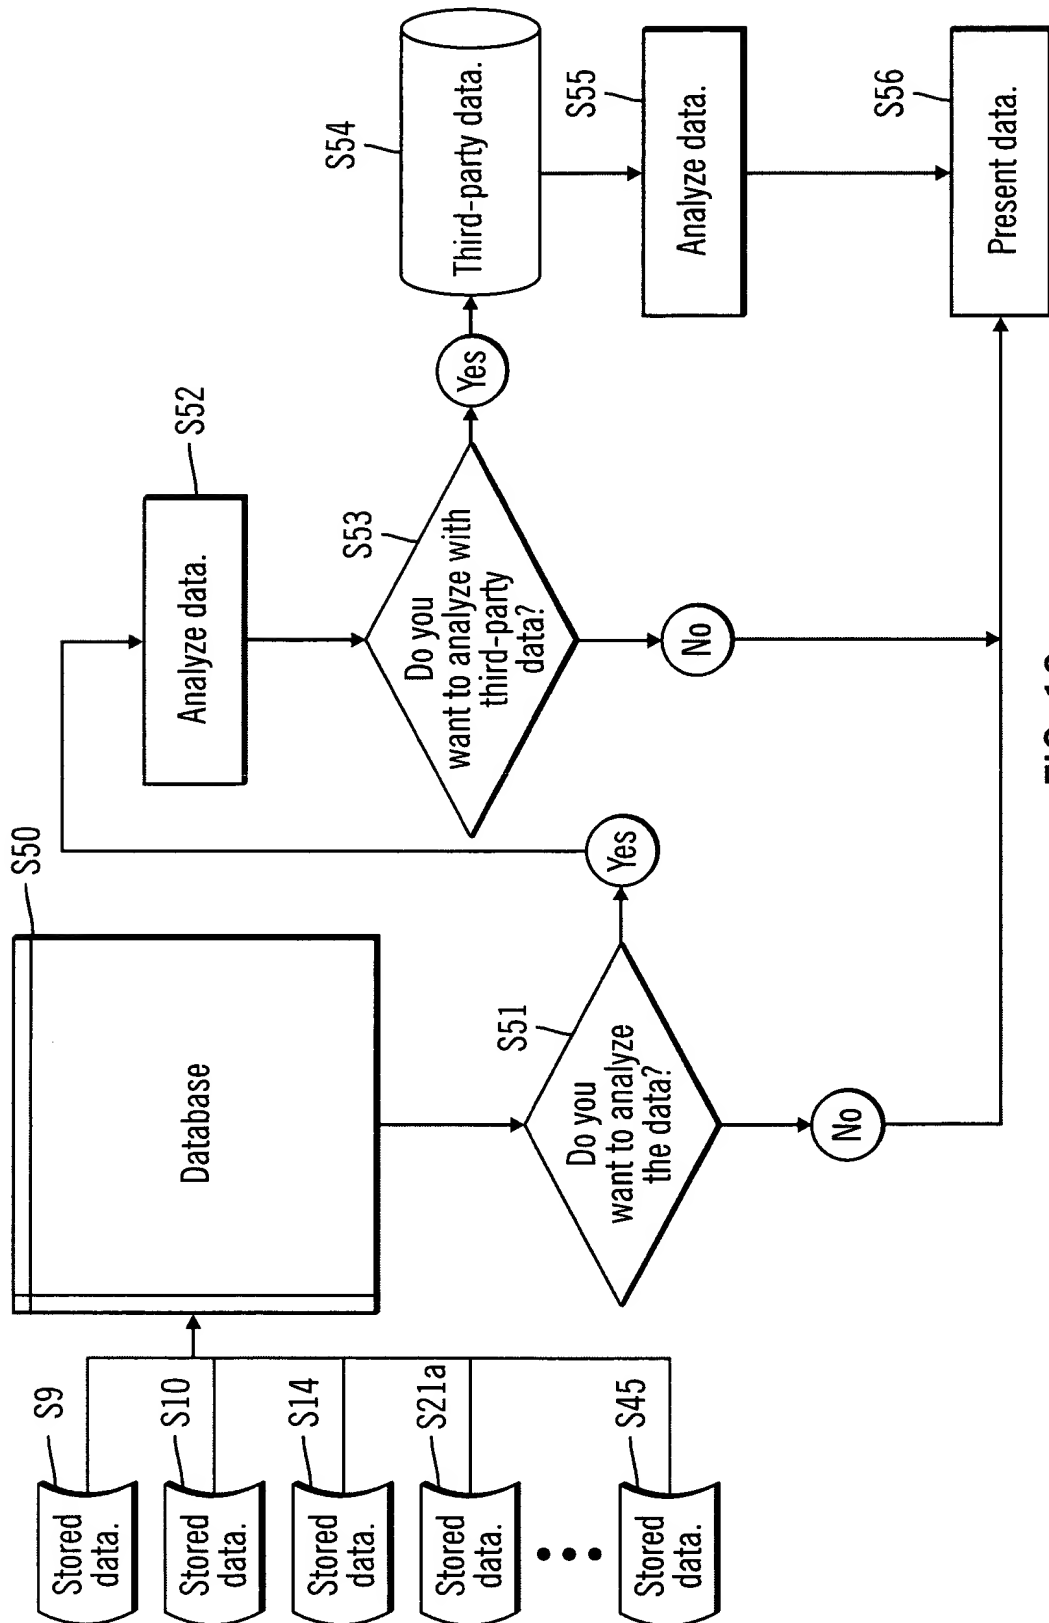 S9
Stored
data.
S10
Stored
data.
S14
Stored
data.
S21a
Stored
data.
S45
Stored
data.
S50
Database
S51
Do you
want to analyze
the data?
Yes
No
S52
Analyze data.
S53
Do you
want to analyze with
third-party
data?
Yes
No
S54
Third-party data.
S55
Analyze data.
S56
Present data.